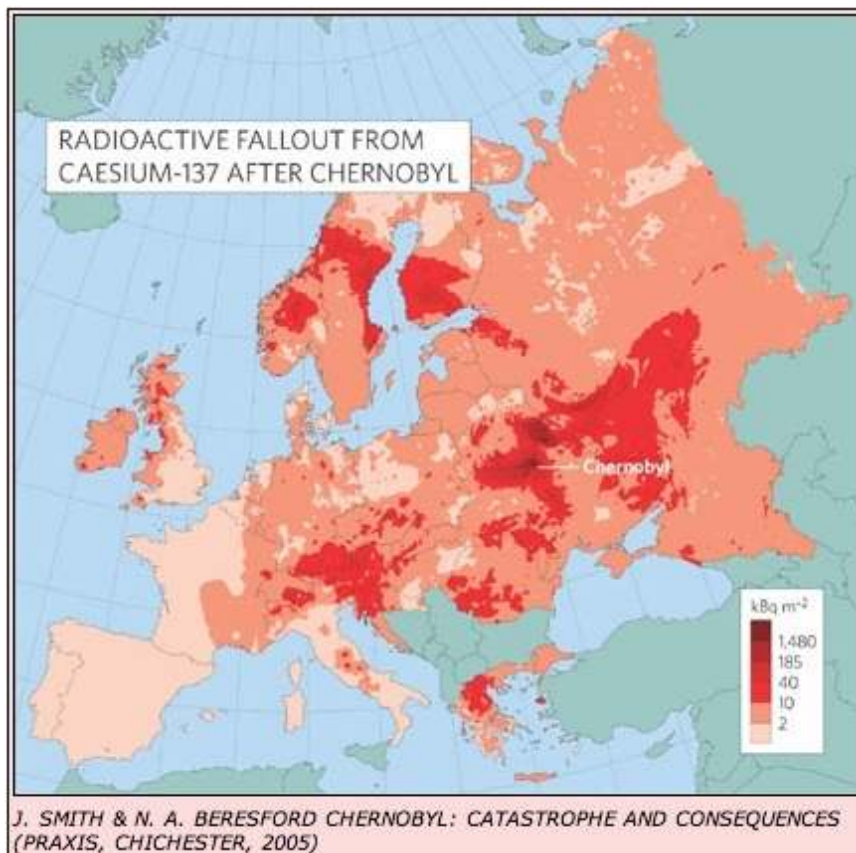 RADIOACTIVE FALLOUT FROM
CAESIUM-137 AFTER CHERNOBYL
Chernobyl
kBq m⁻²
1,480
185
40
10
2
J. SMITH & N. A. BERESFORD CHERNOBYL: CATASTROPHE AND CONSEQUENCES
(PRAXIS, CHICHESTER, 2005)